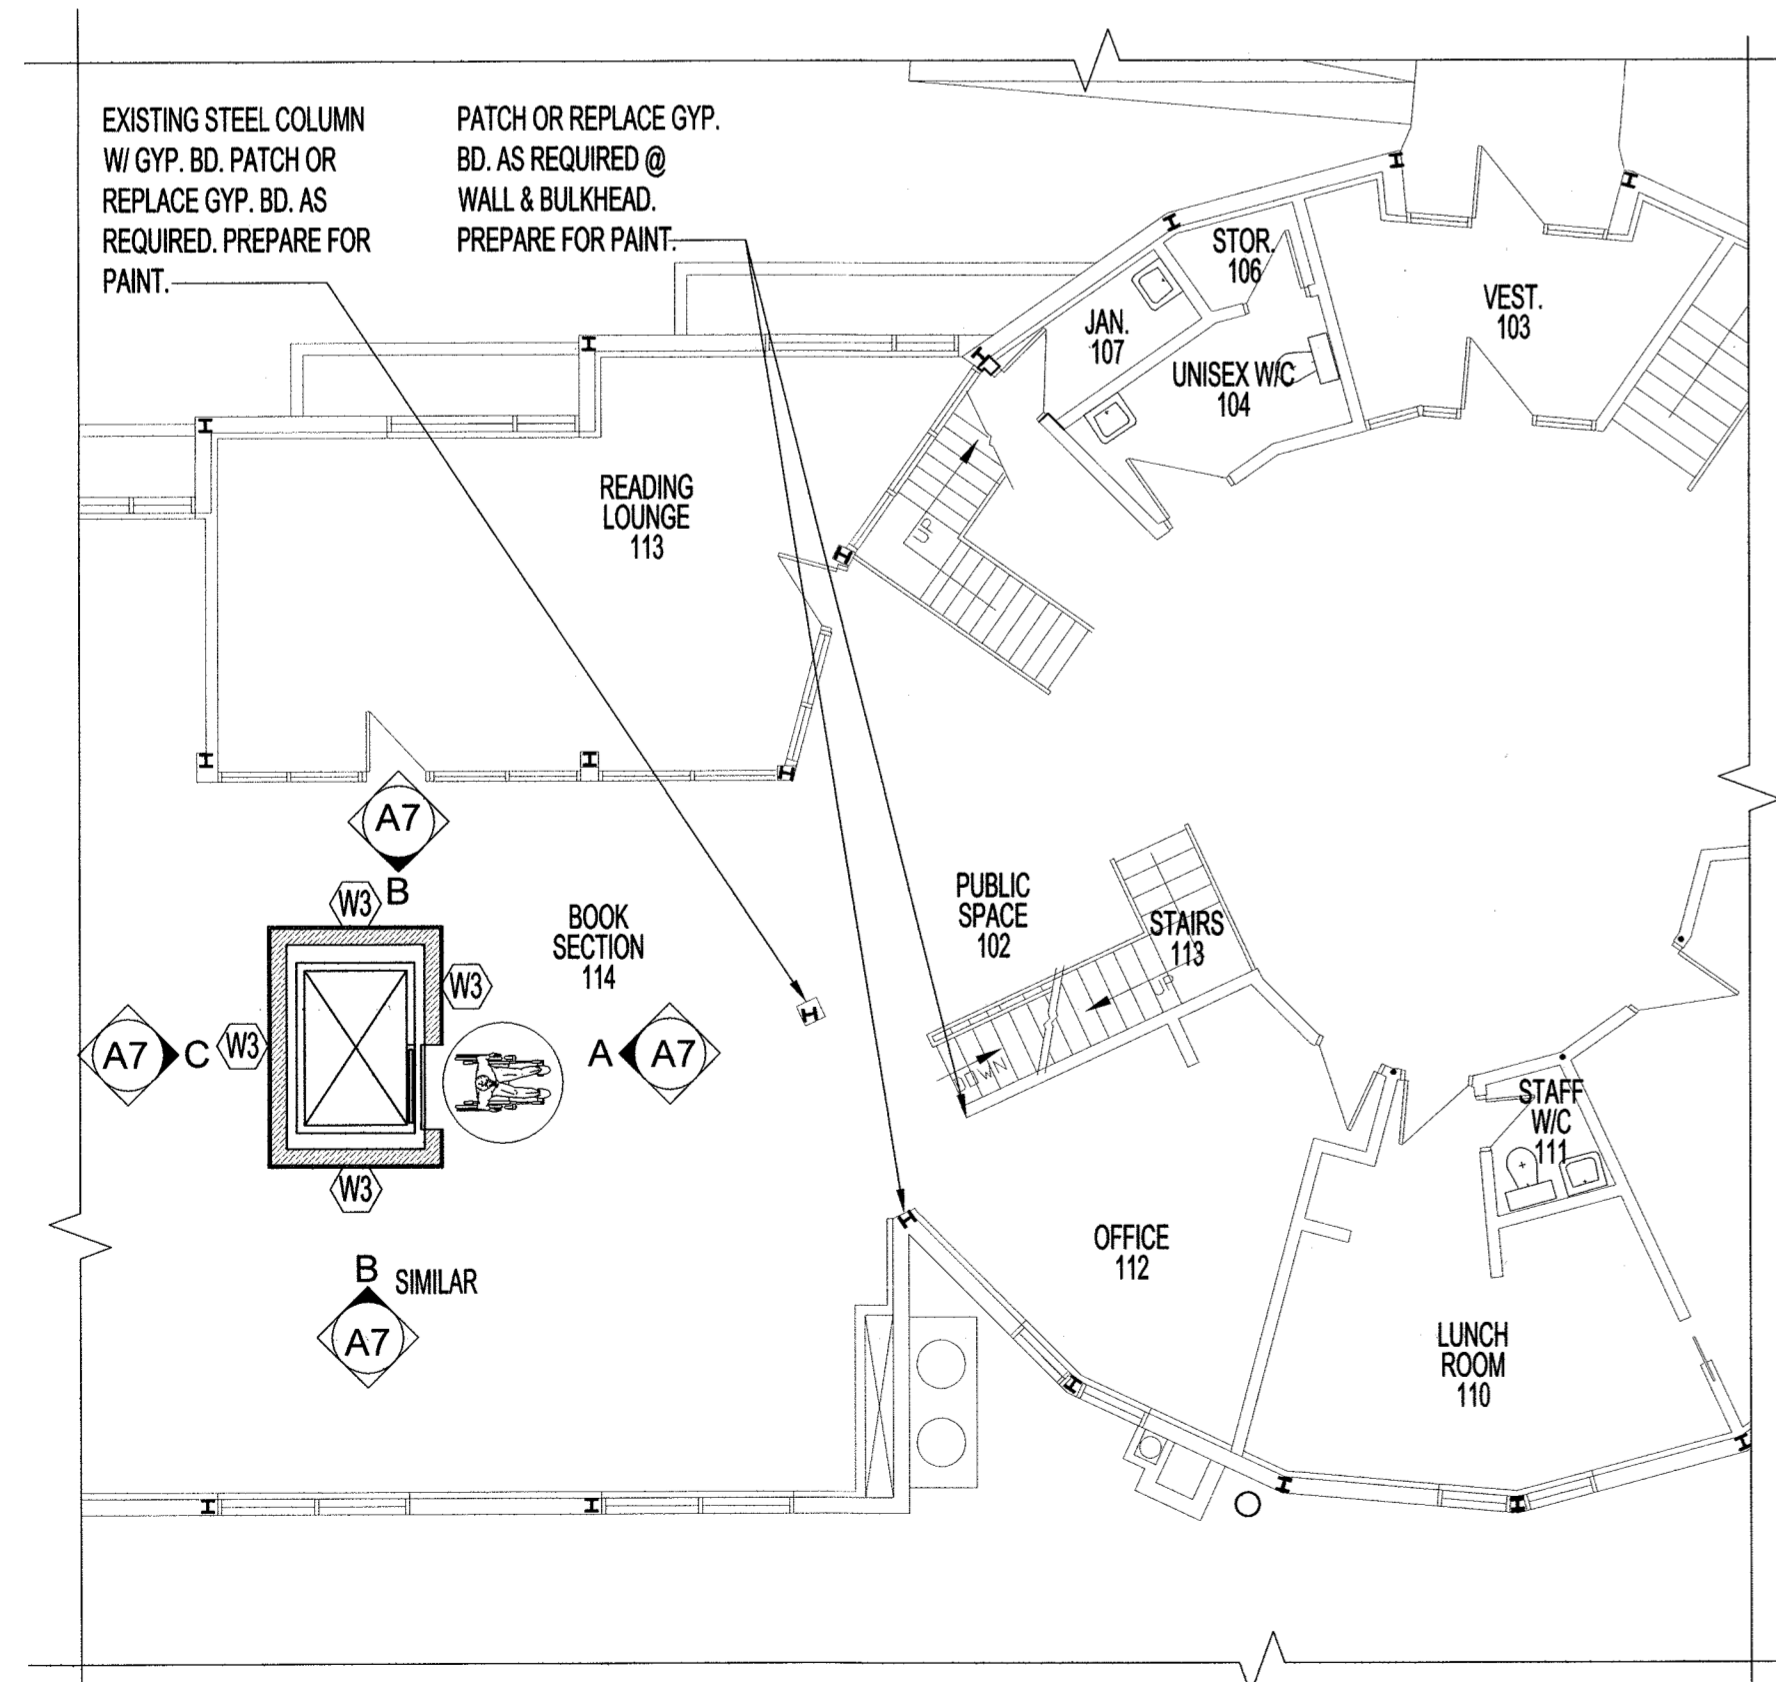 EXISTING STEEL COLUMN
W/ GYP. BD. PATCH OR
REPLACE GYP. BD. AS
REQUIRED. PREPARE FOR
PAINT.
PATCH OR REPLACE GYP.
BD. AS REQUIRED @
WALL & BULKHEAD.
PREPARE FOR PAINT.
STOR.
106
JAN.
107
UNISEX W/C
104
VEST.
103
READING
LOUNGE
113
UP
A7
B
W3
BOOK
SECTION
114
W3
A7
C
W3
A
A7
W3
B
SIMILAR
A7
PUBLIC
SPACE
102
STAIRS
113
UP
DOWN
STAFF
W/C
111
OFFICE
112
LUNCH
ROOM
110